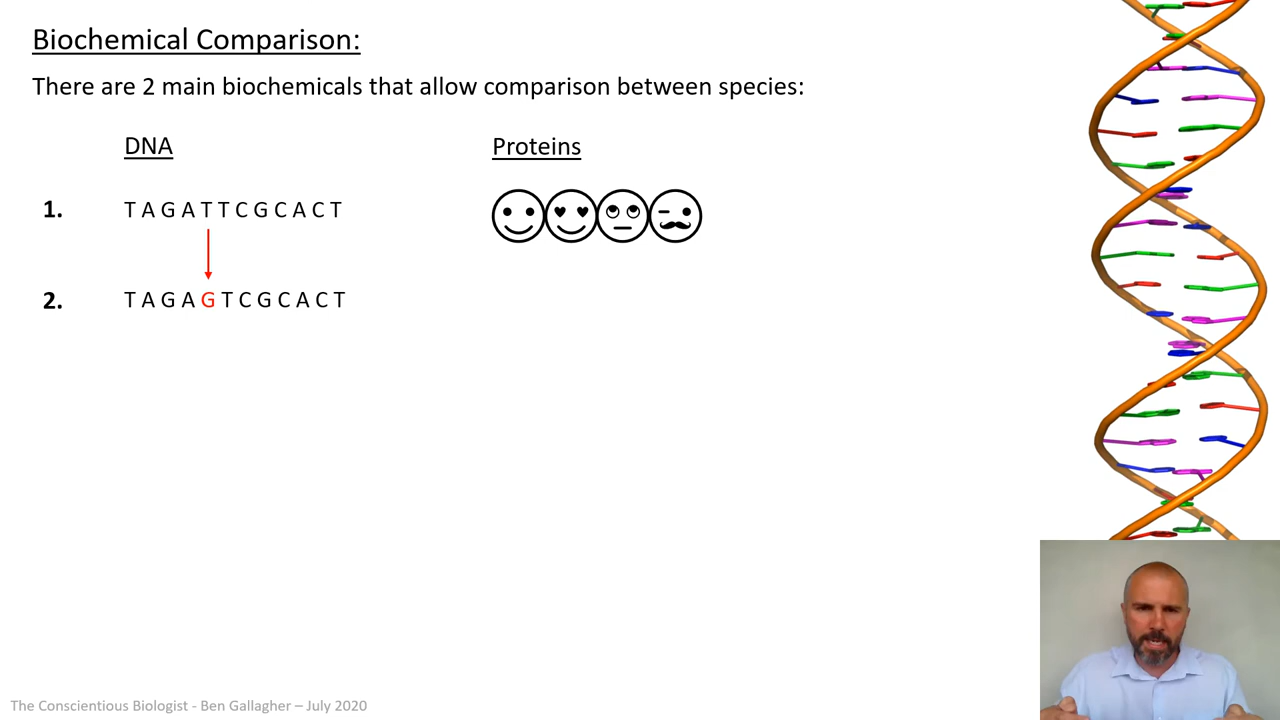 Biochemical Comparison:
There are 2 main biochemicals that allow comparison between species:
DNA Proteins
1. T A G A T T C G C A C T
2. T A G A G T C G C A C T
The Conscientious Biologist - Ben Gallagher – July 2020